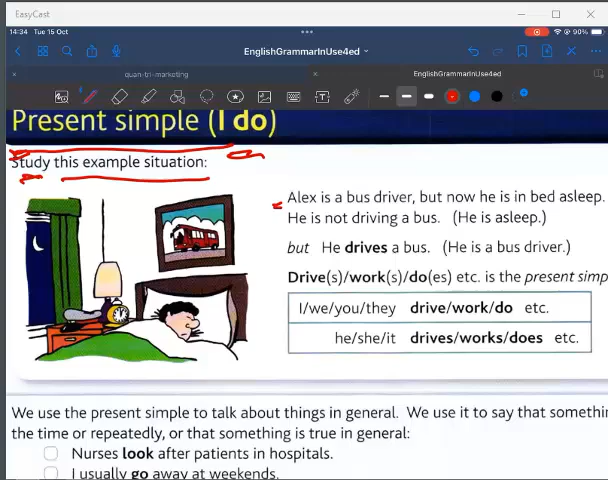 EasyCast
14:34 Tue 15 Oct
90%
EnglishGrammarInUse4ed
quan-tri-marketing
EnglishGrammarInUse4ed
Present simple (I do)
Study this example situation:
Alex is a bus driver, but now he is in bed asleep.
He is not driving a bus. (He is asleep.)
but He drives a bus. (He is a bus driver.)
Drive(s)/work(s)/do(es) etc. is the present simp
I/we/you/they drive/work/do etc.
he/she/it drives/works/does etc.
We use the present simple to talk about things in general. We use it to say that somethin
the time or repeatedly, or that something is true in general:
Nurses look after patients in hospitals.
I usually go away at weekends.